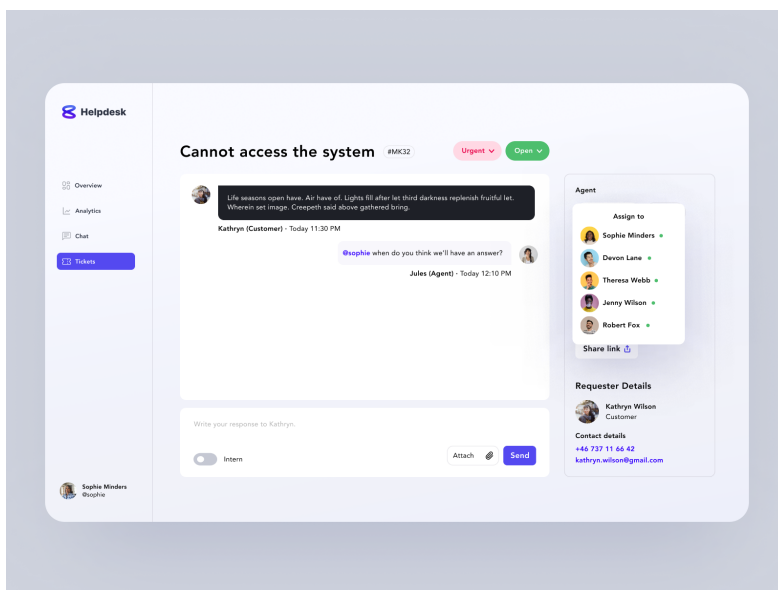 Helpdesk
Cannot access the system #MK32 Urgent Open
Overview
Analytics
Chat
Tickets
Life seasons open have. Air have of. Lights fill after let third darkness replenish fruitful let.
Wherein set image. Creepeth said above gathered bring.
Kathryn (Customer) - Today 11:30 PM
@sophie when do you think we'll have an answer?
Jules (Agent) - Today 12:10 PM
Write your response to Kathryn.
Intern
Attach
Send
Agent
Assign to
Sophie Minders
Devon Lane
Theresa Webb
Jenny Wilson
Robert Fox
Share link
Requester Details
Kathryn Wilson
Customer
Contact details
+46 737 11 66 42
kathryn.wilson@gmail.com
Sophie Minders
@sophie